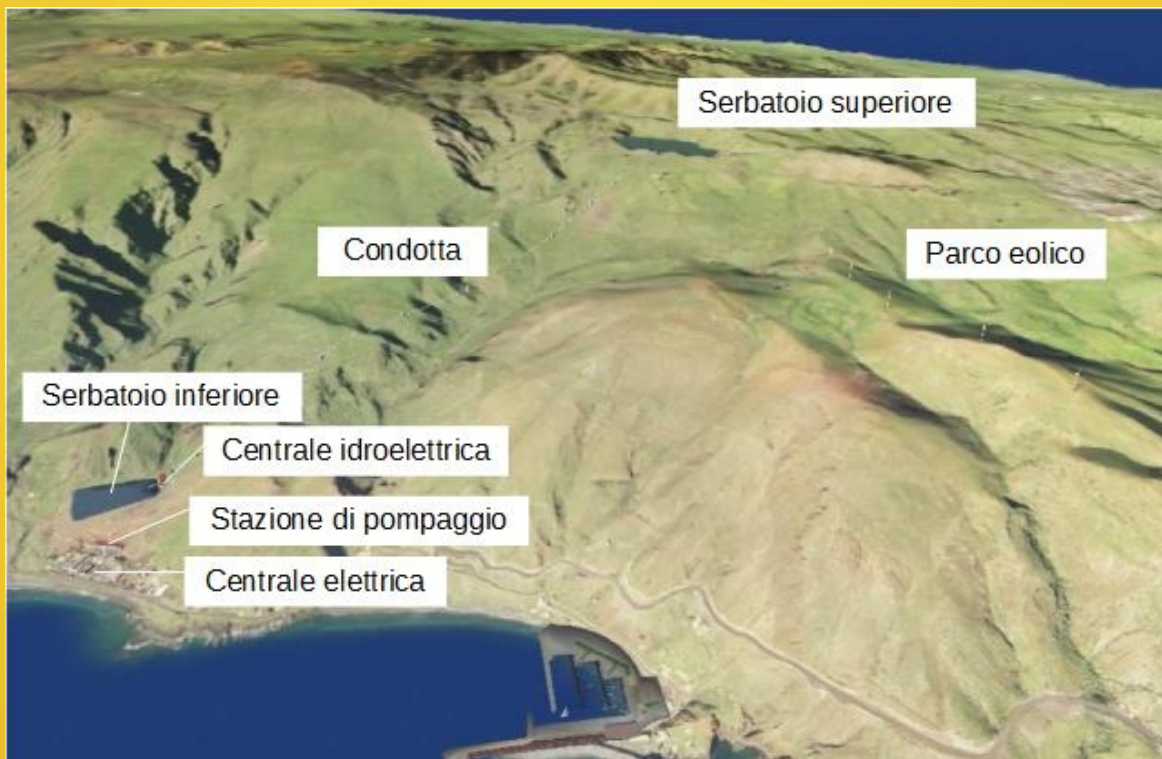 Serbatoio superiore
Condotta
Parco eolico
Serbatoio inferiore
Centrale idroelettrica
Stazione di pompaggio
Centrale elettrica